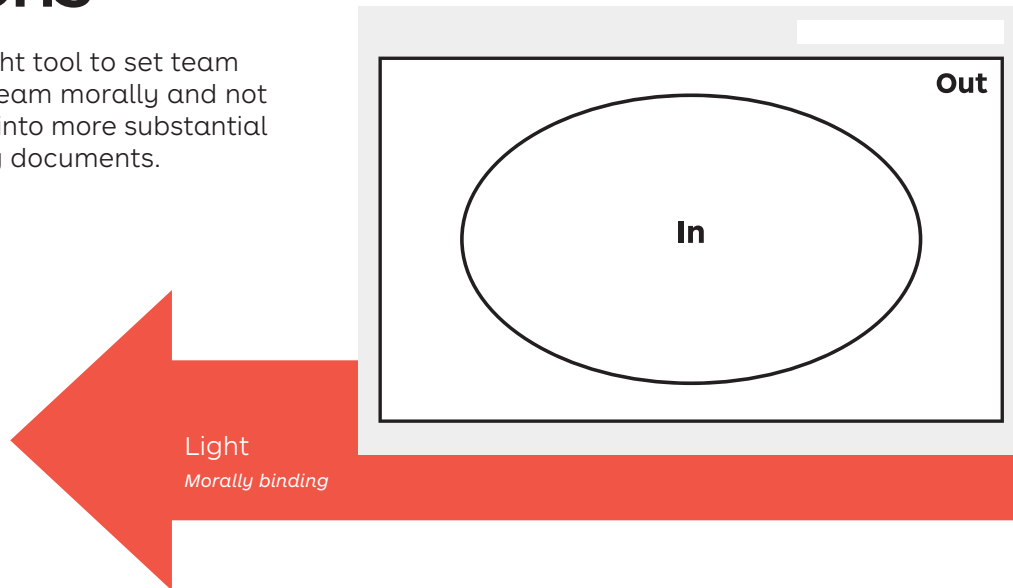 ht tool to set team
eam morally and not
into more substantial
documents.
Out
In
Light
Morally binding